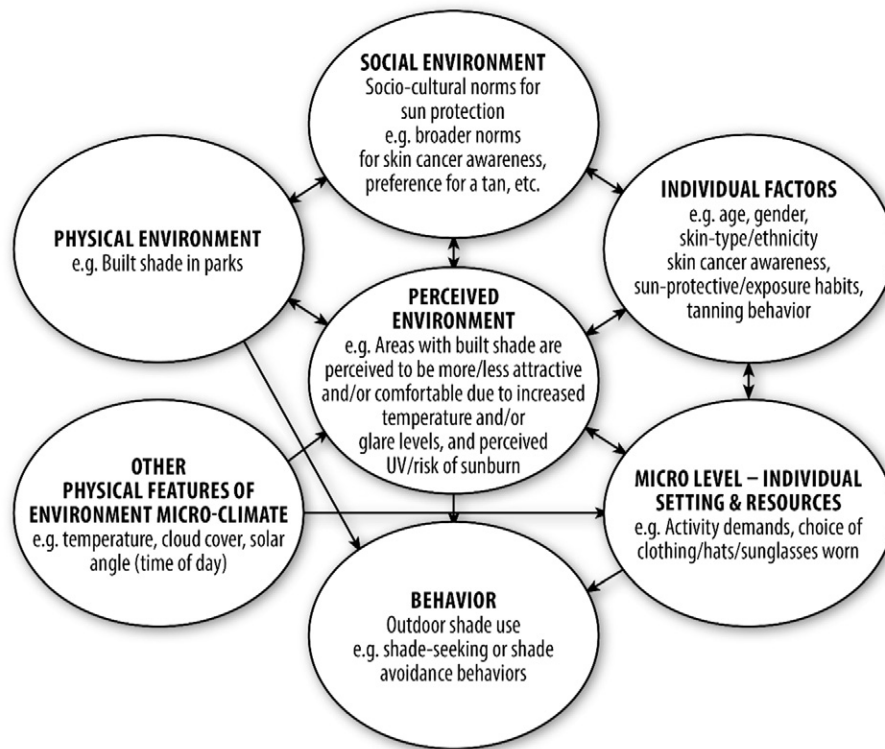 SOCIAL ENVIRONMENT
Socio-cultural norms for
sun protection
e.g. broader norms
for skin cancer awareness,
preference for a tan, etc.
PHYSICAL ENVIRONMENT
e.g. Built shade in parks
INDIVIDUAL FACTORS
e.g. age, gender,
skin-type/ethnicity
skin cancer awareness,
sun-protective/exposure habits,
tanning behavior
PERCEIVED
ENVIRONMENT
e.g. Areas with built shade are
perceived to be more/less attractive
and/or comfortable due to increased
temperature and/or
glare levels, and perceived
UV/risk of sunburn
OTHER
PHYSICAL FEATURES OF
ENVIRONMENT MICRO-CLIMATE
e.g. temperature, cloud cover, solar
angle (time of day)
MICRO LEVEL – INDIVIDUAL
SETTING & RESOURCES
e.g. Activity demands, choice of
clothing/hats/sunglasses worn
BEHAVIOR
Outdoor shade use
e.g. shade-seeking or shade
avoidance behaviors